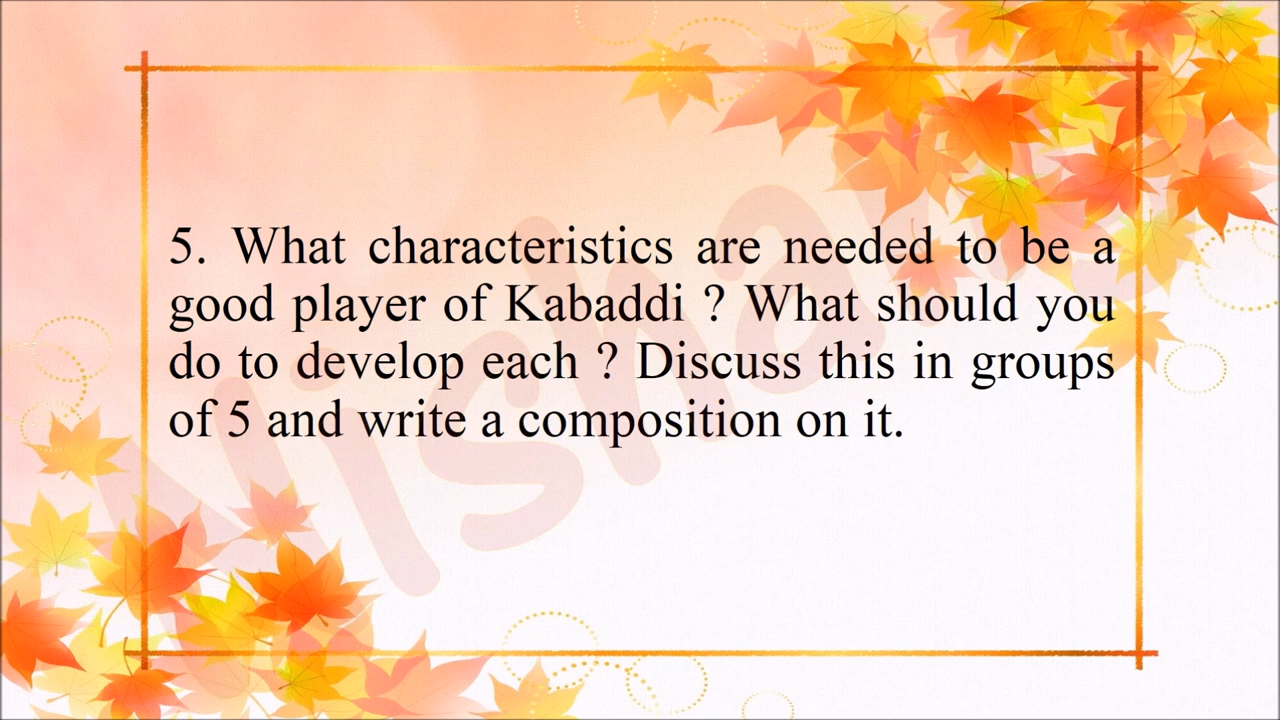 5. What characteristics are needed to be a
good player of Kabaddi ? What should you
do to develop each ? Discuss this in groups
of 5 and write a composition on it.